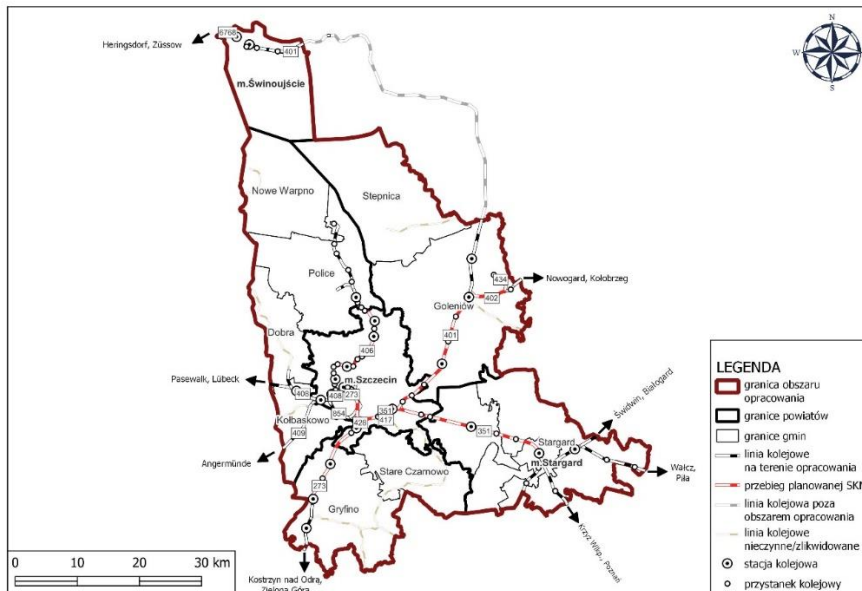 N
W
E
S
Heringsdorf, Züssow
6768
401
m.Świnoujście
Nowe Warpno
Stepnica
Police
434
Nowogard, Kołobrzeg
402
Goleniów
401
Dobra
406
Pasewalk, Lübeck
m.Szczecin
409
408
273
Kołbaskowo
854
351
417
428
409
Angermünde
351
Świdwin, Białogard
Stargard
m.Stargard
Wałcz,
Piła
Stare Czarnowo
273
Gryfino
Krzyż Wlkp., Poznań
Kostrzyn nad Odrą,
Zielona Góra
0 10 20 30 km
LEGENDA
granica obszaru
opracowania
granice powiatów
granice gmin
linia kolejowe
na terenie opracowania
przebieg planowanej SKM
linia kolejowa poza
obszarem opracowania
linia kolejowe
nieczynne/zlikwidowane
stacja kolejowa
przystanek kolejowy